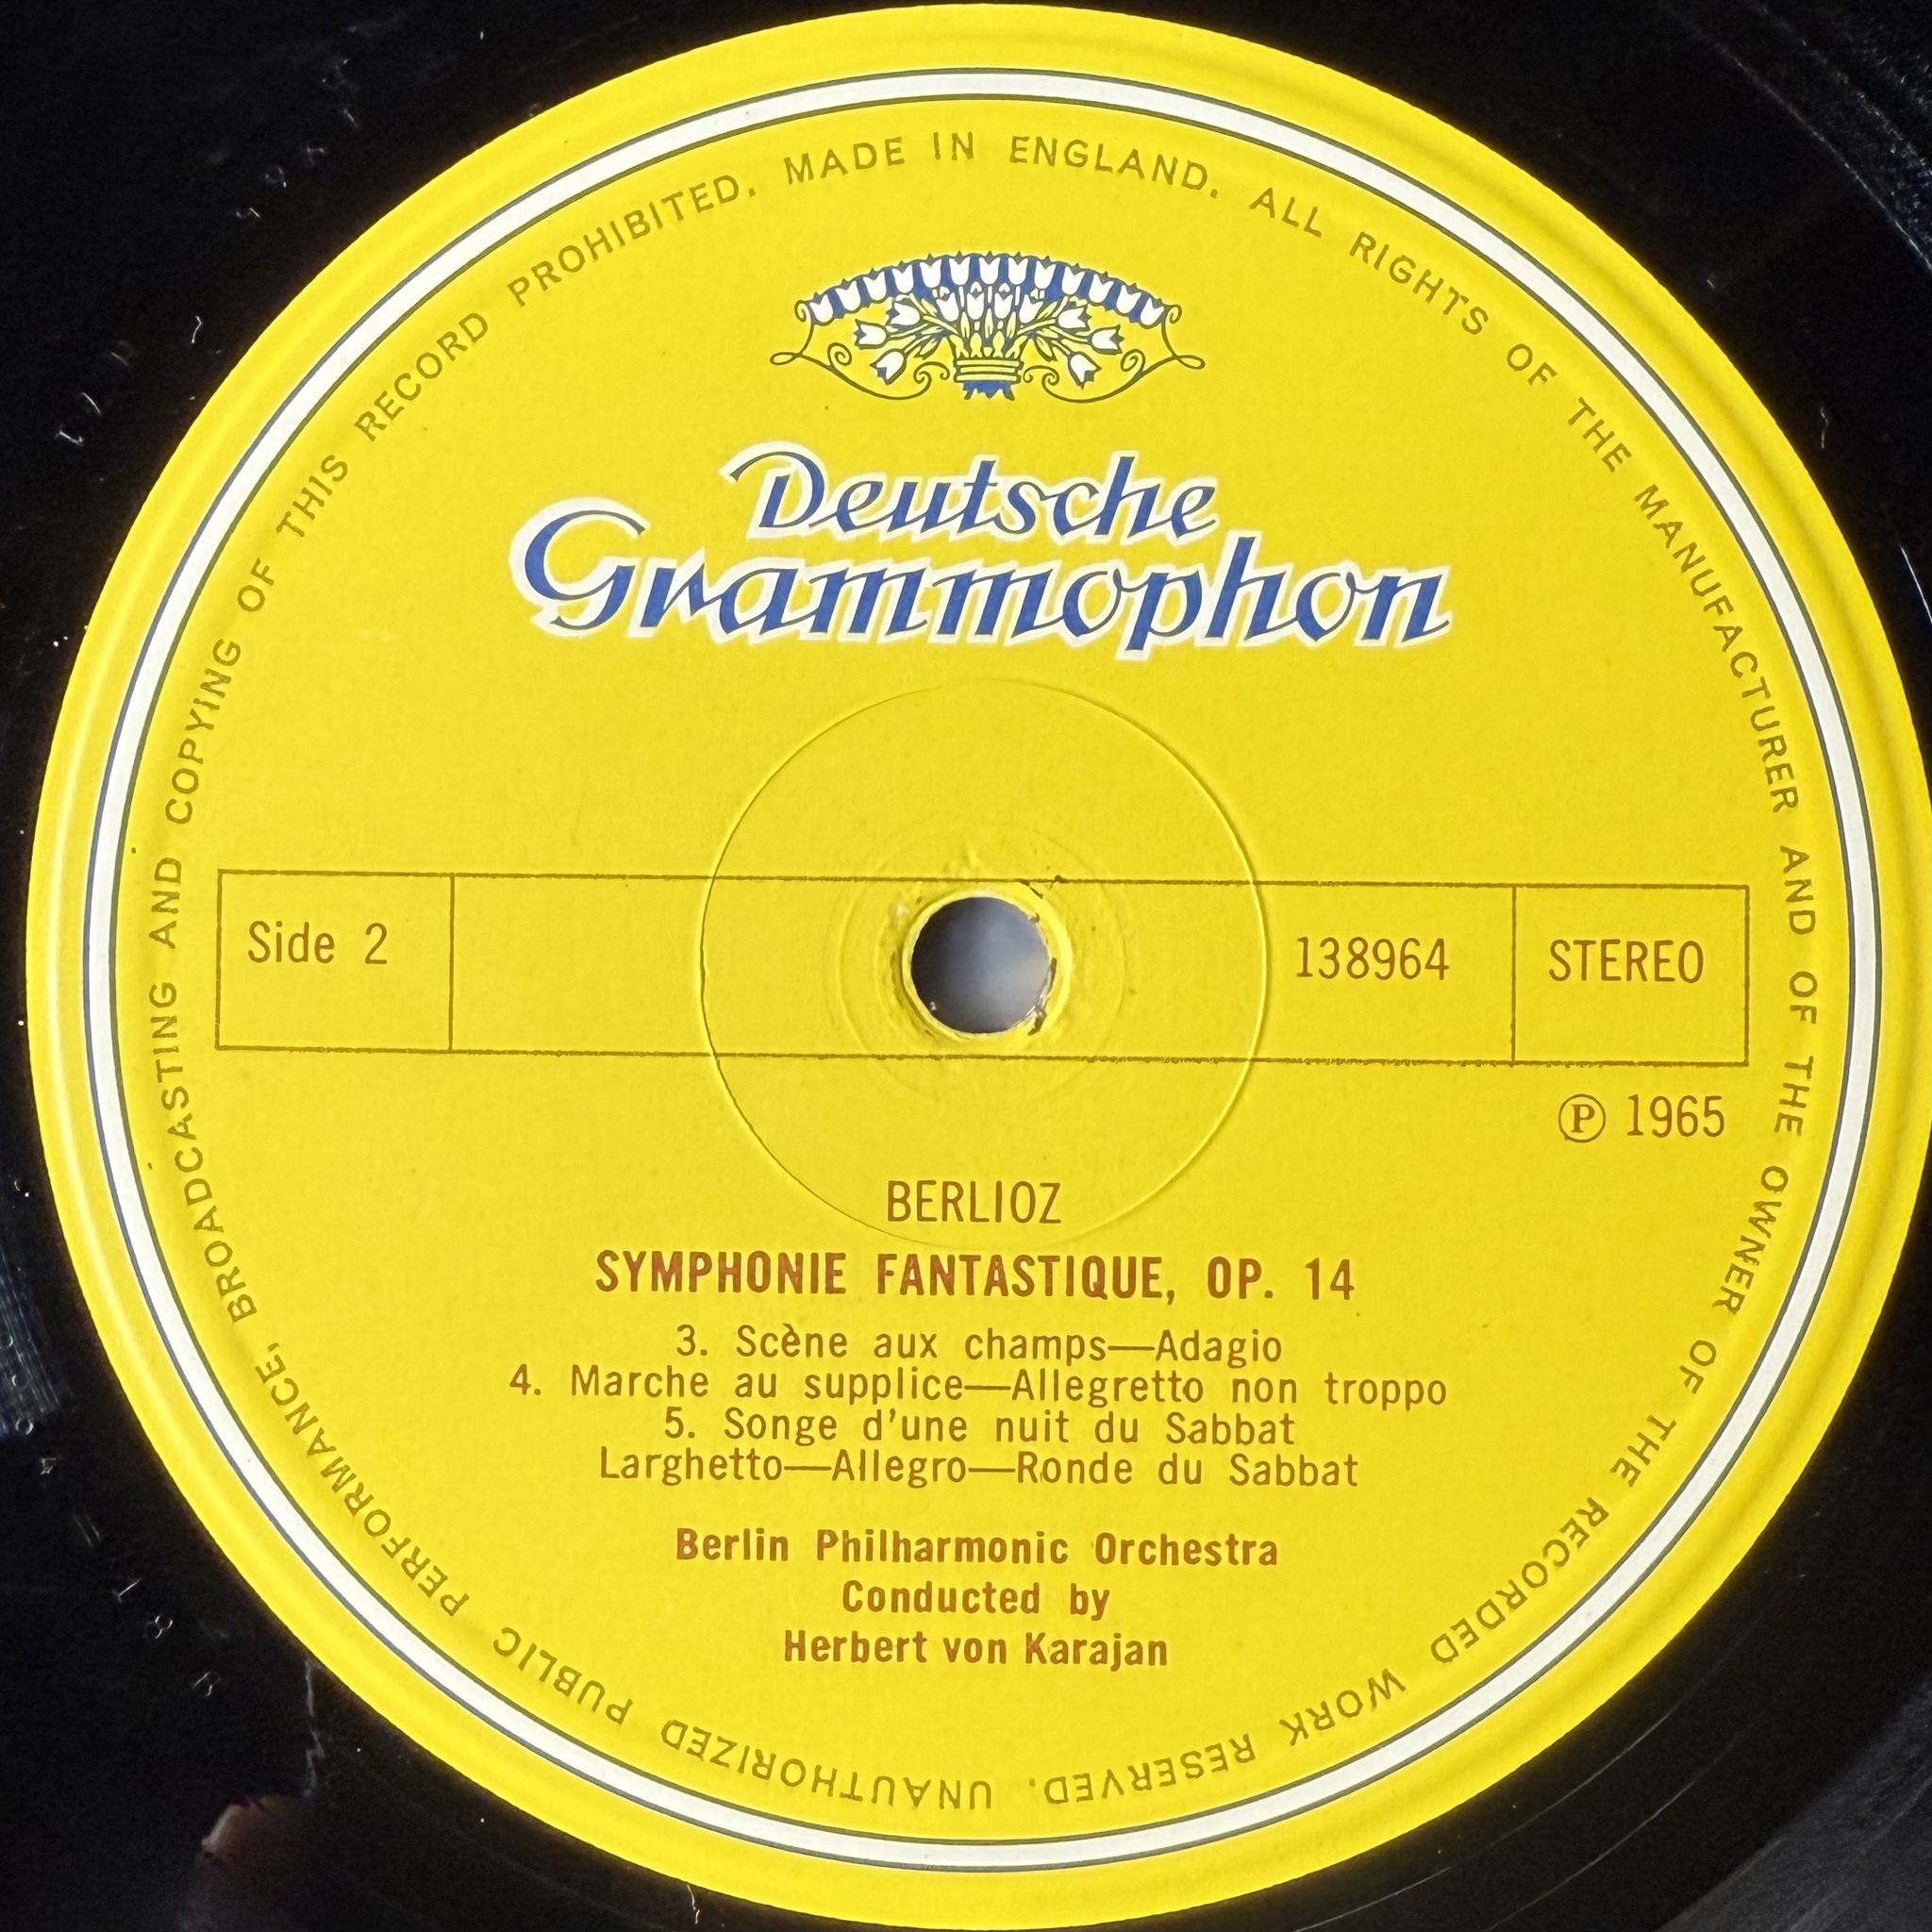 MADE IN ENGLAND. ALL RIGHTS OF THE MANUFACTURER AND OF THE OWNER OF THE RECORDED WORK RESERVED. UNAUTHORIZED PUBLIC PERFORMANCE, BROADCASTING AND COPYING OF THIS RECORD PROHIBITED.
Deutsche
Grammophon
Side 2
138964
STEREO
Ⓟ 1965
BERLIOZ
SYMPHONIE FANTASTIQUE, OP. 14
3. Scène aux champs—Adagio
4. Marche au supplice—Allegretto non troppo
5. Songe d'une nuit du Sabbat
Larghetto—Allegro—Ronde du Sabbat
Berlin Philharmonic Orchestra
Conducted by
Herbert von Karajan